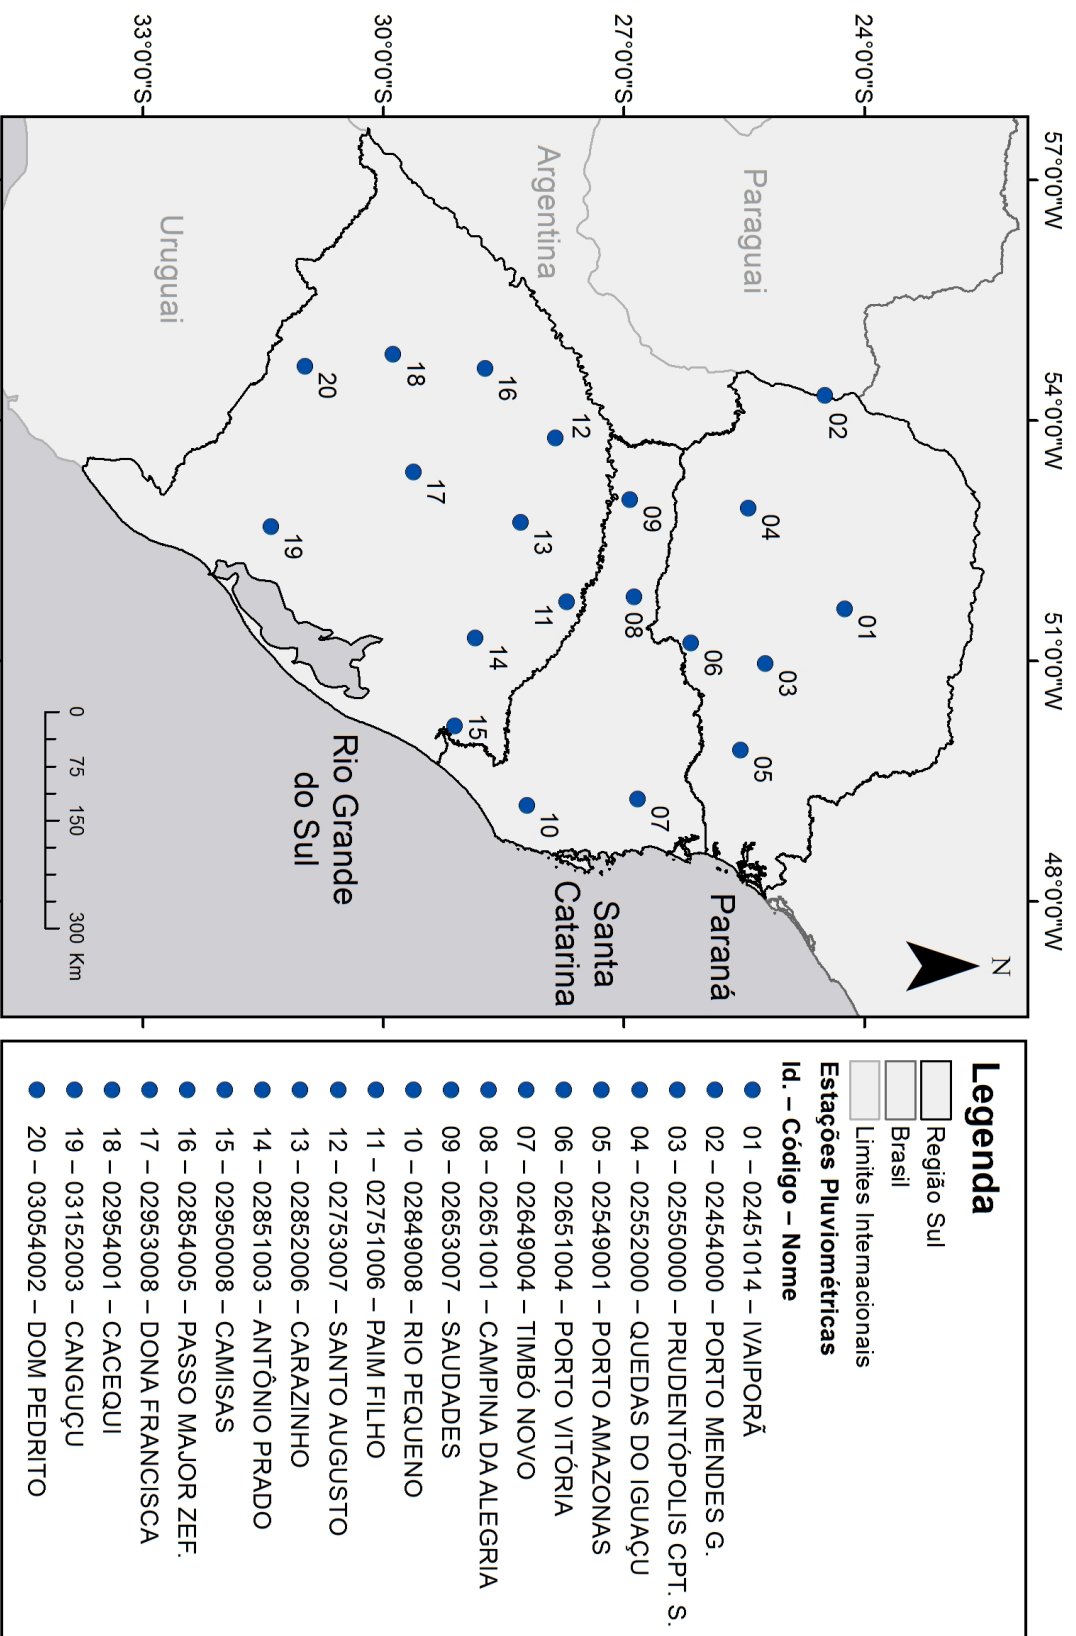 57°0'0"W
54°0'0"W
51°0'0"W
48°0'0"W
24°0'0"S
27°0'0"S
30°0'0"S
33°0'0"S
N
Paraguai
Argentina
Uruguai
Paraná
Santa
Catarina
Rio Grande
do Sul
01
02
03
04
05
06
07
08
09
10
11
12
13
14
15
16
17
18
19
20
0 75 150 300 Km
Legenda
Região Sul
Brasil
Limites Internacionais
Estações Pluviométricas
Id. – Código – Nome
01 – 02451014 – IVAIPORÃ
02 – 02454000 – PORTO MENDES G.
03 – 02550000 – PRUDENTÓPOLIS CPT. S.
04 – 02552000 – QUEDAS DO IGUAÇU
05 – 02549001 – PORTO AMAZONAS
06 – 02651004 – PORTO VITÓRIA
07 – 02649004 – TIMBÓ NOVO
08 – 02651001 – CAMPINA DA ALEGRIA
09 – 02653007 – SAUDADES
10 – 02849008 – RIO PEQUENO
11 – 02751006 – PAIM FILHO
12 – 02753007 – SANTO AUGUSTO
13 – 02852006 – CARAZINHO
14 – 02851003 – ANTÔNIO PRADO
15 – 02950008 – CAMISAS
16 – 02854005 – PASSO MAJOR ZEF.
17 – 02953008 – DONA FRANCISCA
18 – 02954001 – CACEQUI
19 – 03152003 – CANGUÇU
20 – 03054002 – DOM PEDRITO